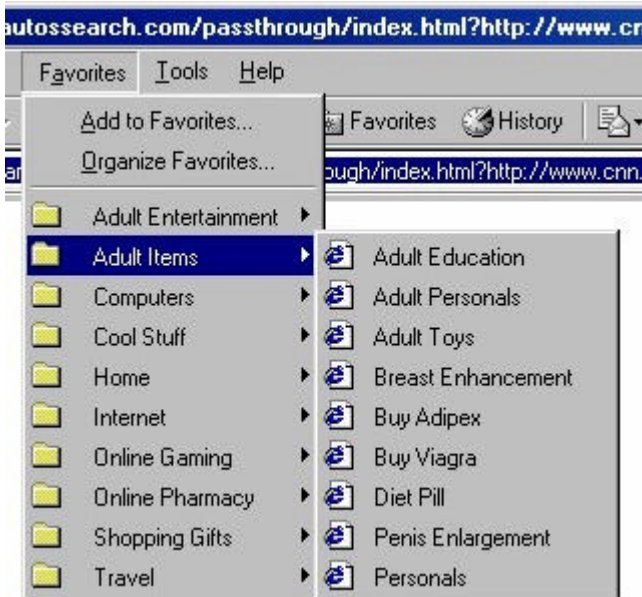 autossearch.com/passthrough/index.html?http://www.cn
Favorites Tools Help
Add to Favorites... Favorites History
Organize Favorites... ough/index.html?http://www.cnn.
Adult Entertainment
Adult Items Adult Education
Computers Adult Personals
Cool Stuff Adult Toys
Home Breast Enhancement
Internet Buy Adipex
Online Gaming Buy Viagra
Online Pharmacy Diet Pill
Shopping Gifts Penis Enlargement
Travel Personals